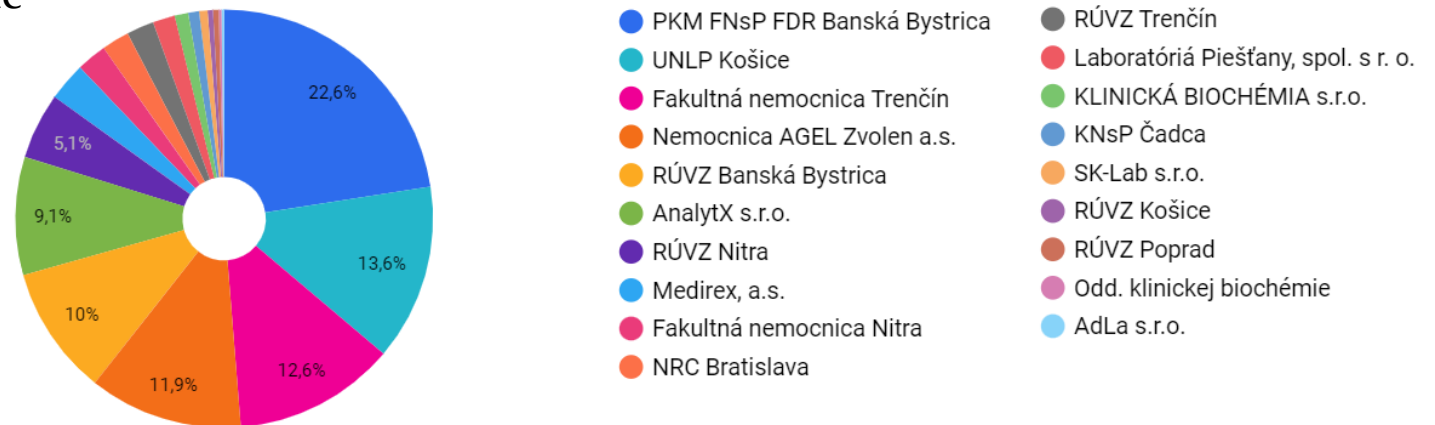 22,6%
13,6%
12,6%
11,9%
10%
9,1%
5,1%
PKM FNsP FDR Banská Bystrica
UNLP Košice
Fakultná nemocnica Trenčín
Nemocnica AGEL Zvolen a.s.
RÚVZ Banská Bystrica
AnalytX s.r.o.
RÚVZ Nitra
Medirex, a.s.
Fakultná nemocnica Nitra
NRC Bratislava
RÚVZ Trenčín
Laboratóriá Piešťany, spol. s r. o.
KLINICKÁ BIOCHÉMIA s.r.o.
KNsP Čadca
SK-Lab s.r.o.
RÚVZ Košice
RÚVZ Poprad
Odd. klinickej biochémie
AdLa s.r.o.